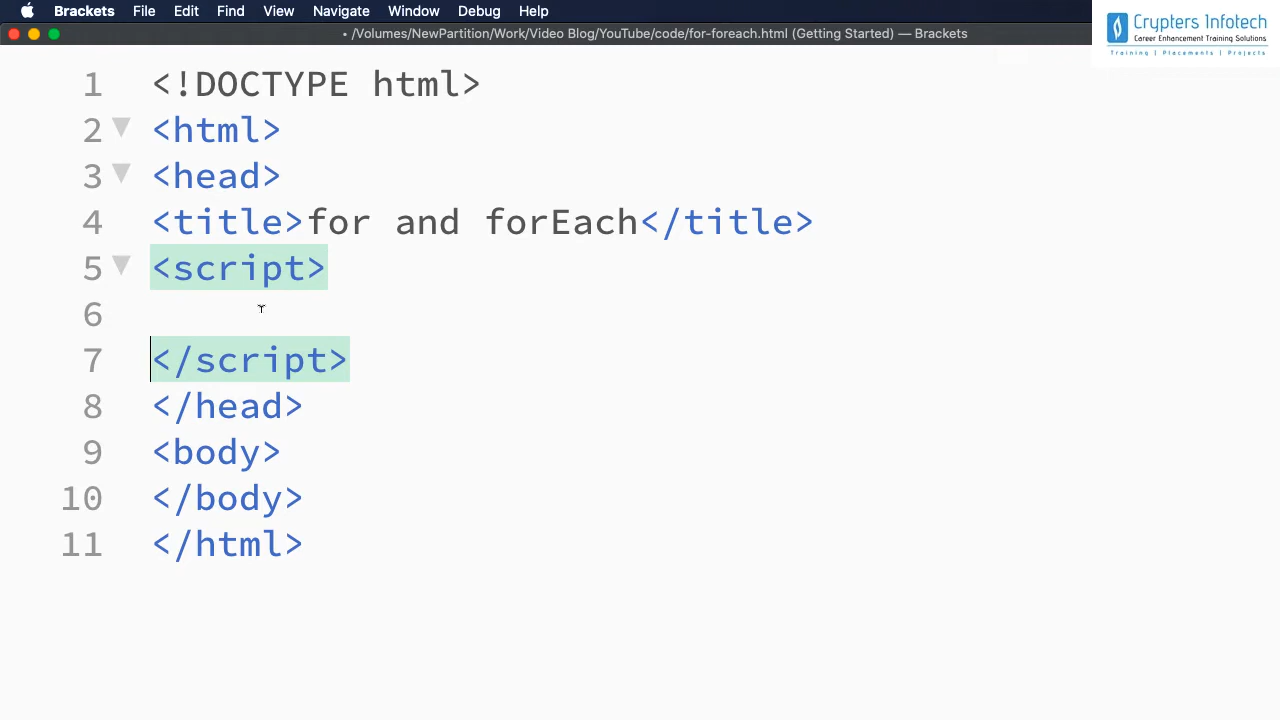 Brackets File Edit Find View Navigate Window Debug Help
• /Volumes/NewPartition/Work/Video Blog/YouTube/code/for-foreach.html (Getting Started) — Brackets
Crypters Infotech
Career Enhancement Training Solutions
Training | Placements | Projects
1 <!DOCTYPE html>
2 <html>
3 <head>
4 <title>for and forEach</title>
5 <script>
6
7 </script>
8 </head>
9 <body>
10 </body>
11 </html>